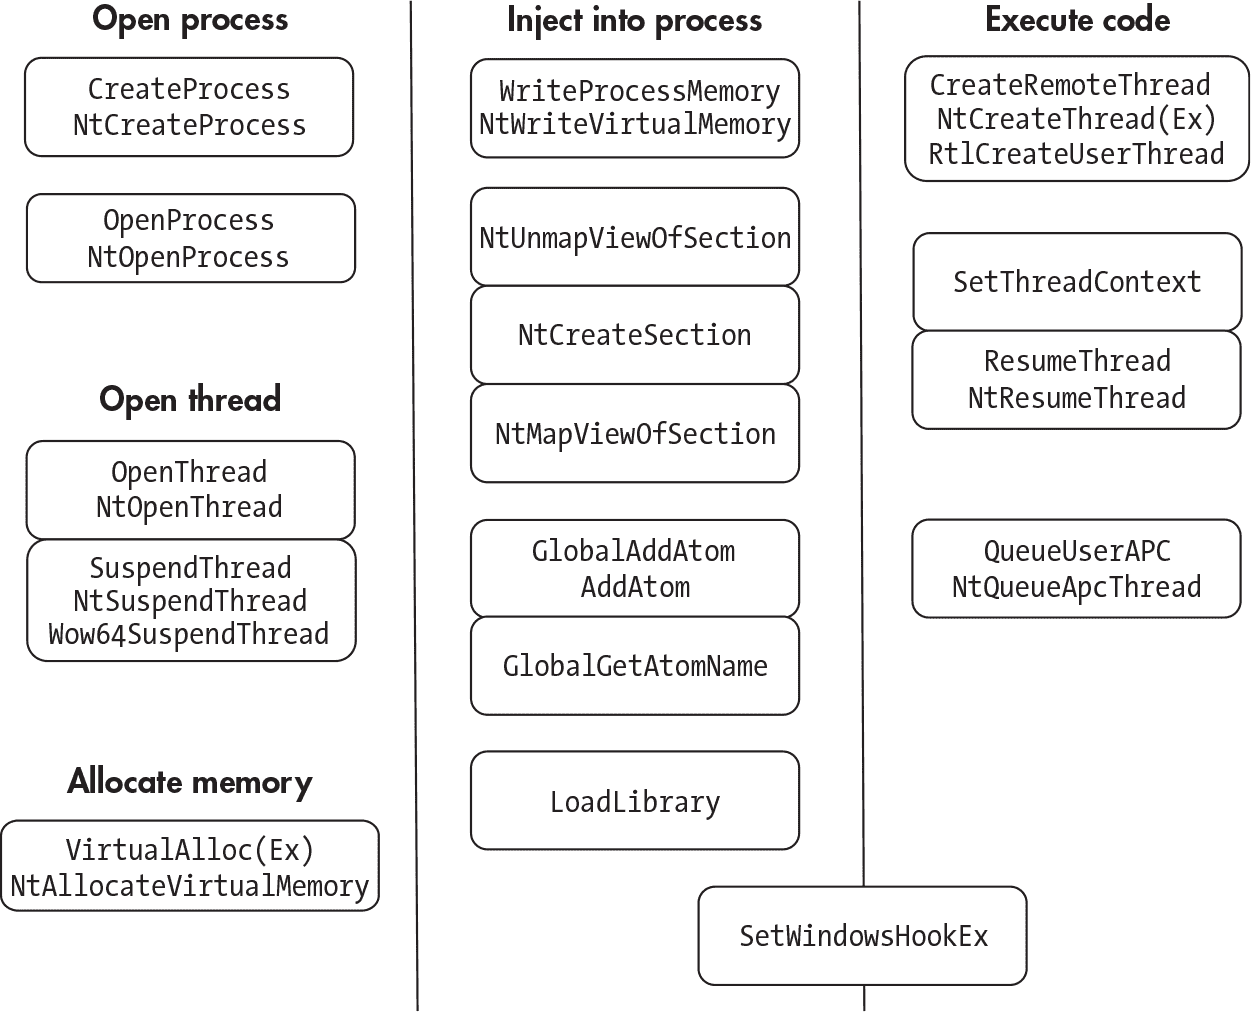 Open process
CreateProcess
NtCreateProcess
OpenProcess
NtOpenProcess
Open thread
OpenThread
NtOpenThread
SuspendThread
NtSuspendThread
Wow64SuspendThread
Allocate memory
VirtualAlloc(Ex)
NtAllocateVirtualMemory
Inject into process
WriteProcessMemory
NtWriteVirtualMemory
NtUnmapViewOfSection
NtCreateSection
NtMapViewOfSection
GlobalAddAtom
AddAtom
GlobalGetAtomName
LoadLibrary
SetWindowsHookEx
Execute code
CreateRemoteThread
NtCreateThread(Ex)
RtlCreateUserThread
SetThreadContext
ResumeThread
NtResumeThread
QueueUserAPC
NtQueueApcThread